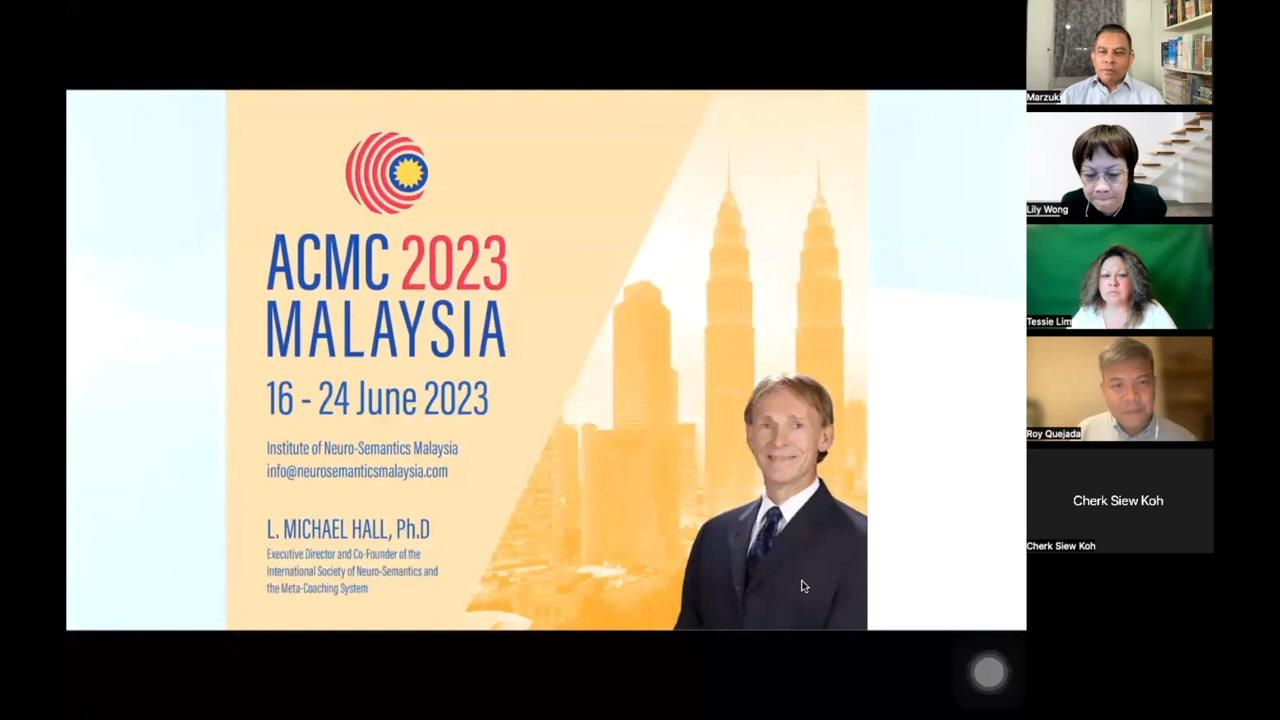 ACMC 2023
MALAYSIA
16 - 24 June 2023
Institute of Neuro-Semantics Malaysia
info@neurosemanticsmalaysia.com
L. MICHAEL HALL, Ph.D
Executive Director and Co-Founder of the
International Society of Neuro-Semantics and
the Meta-Coaching System
Marzuki
Lily Wong
Tessie Lim
Roy Quejada
Cherk Siew Koh
Cherk Siew Koh